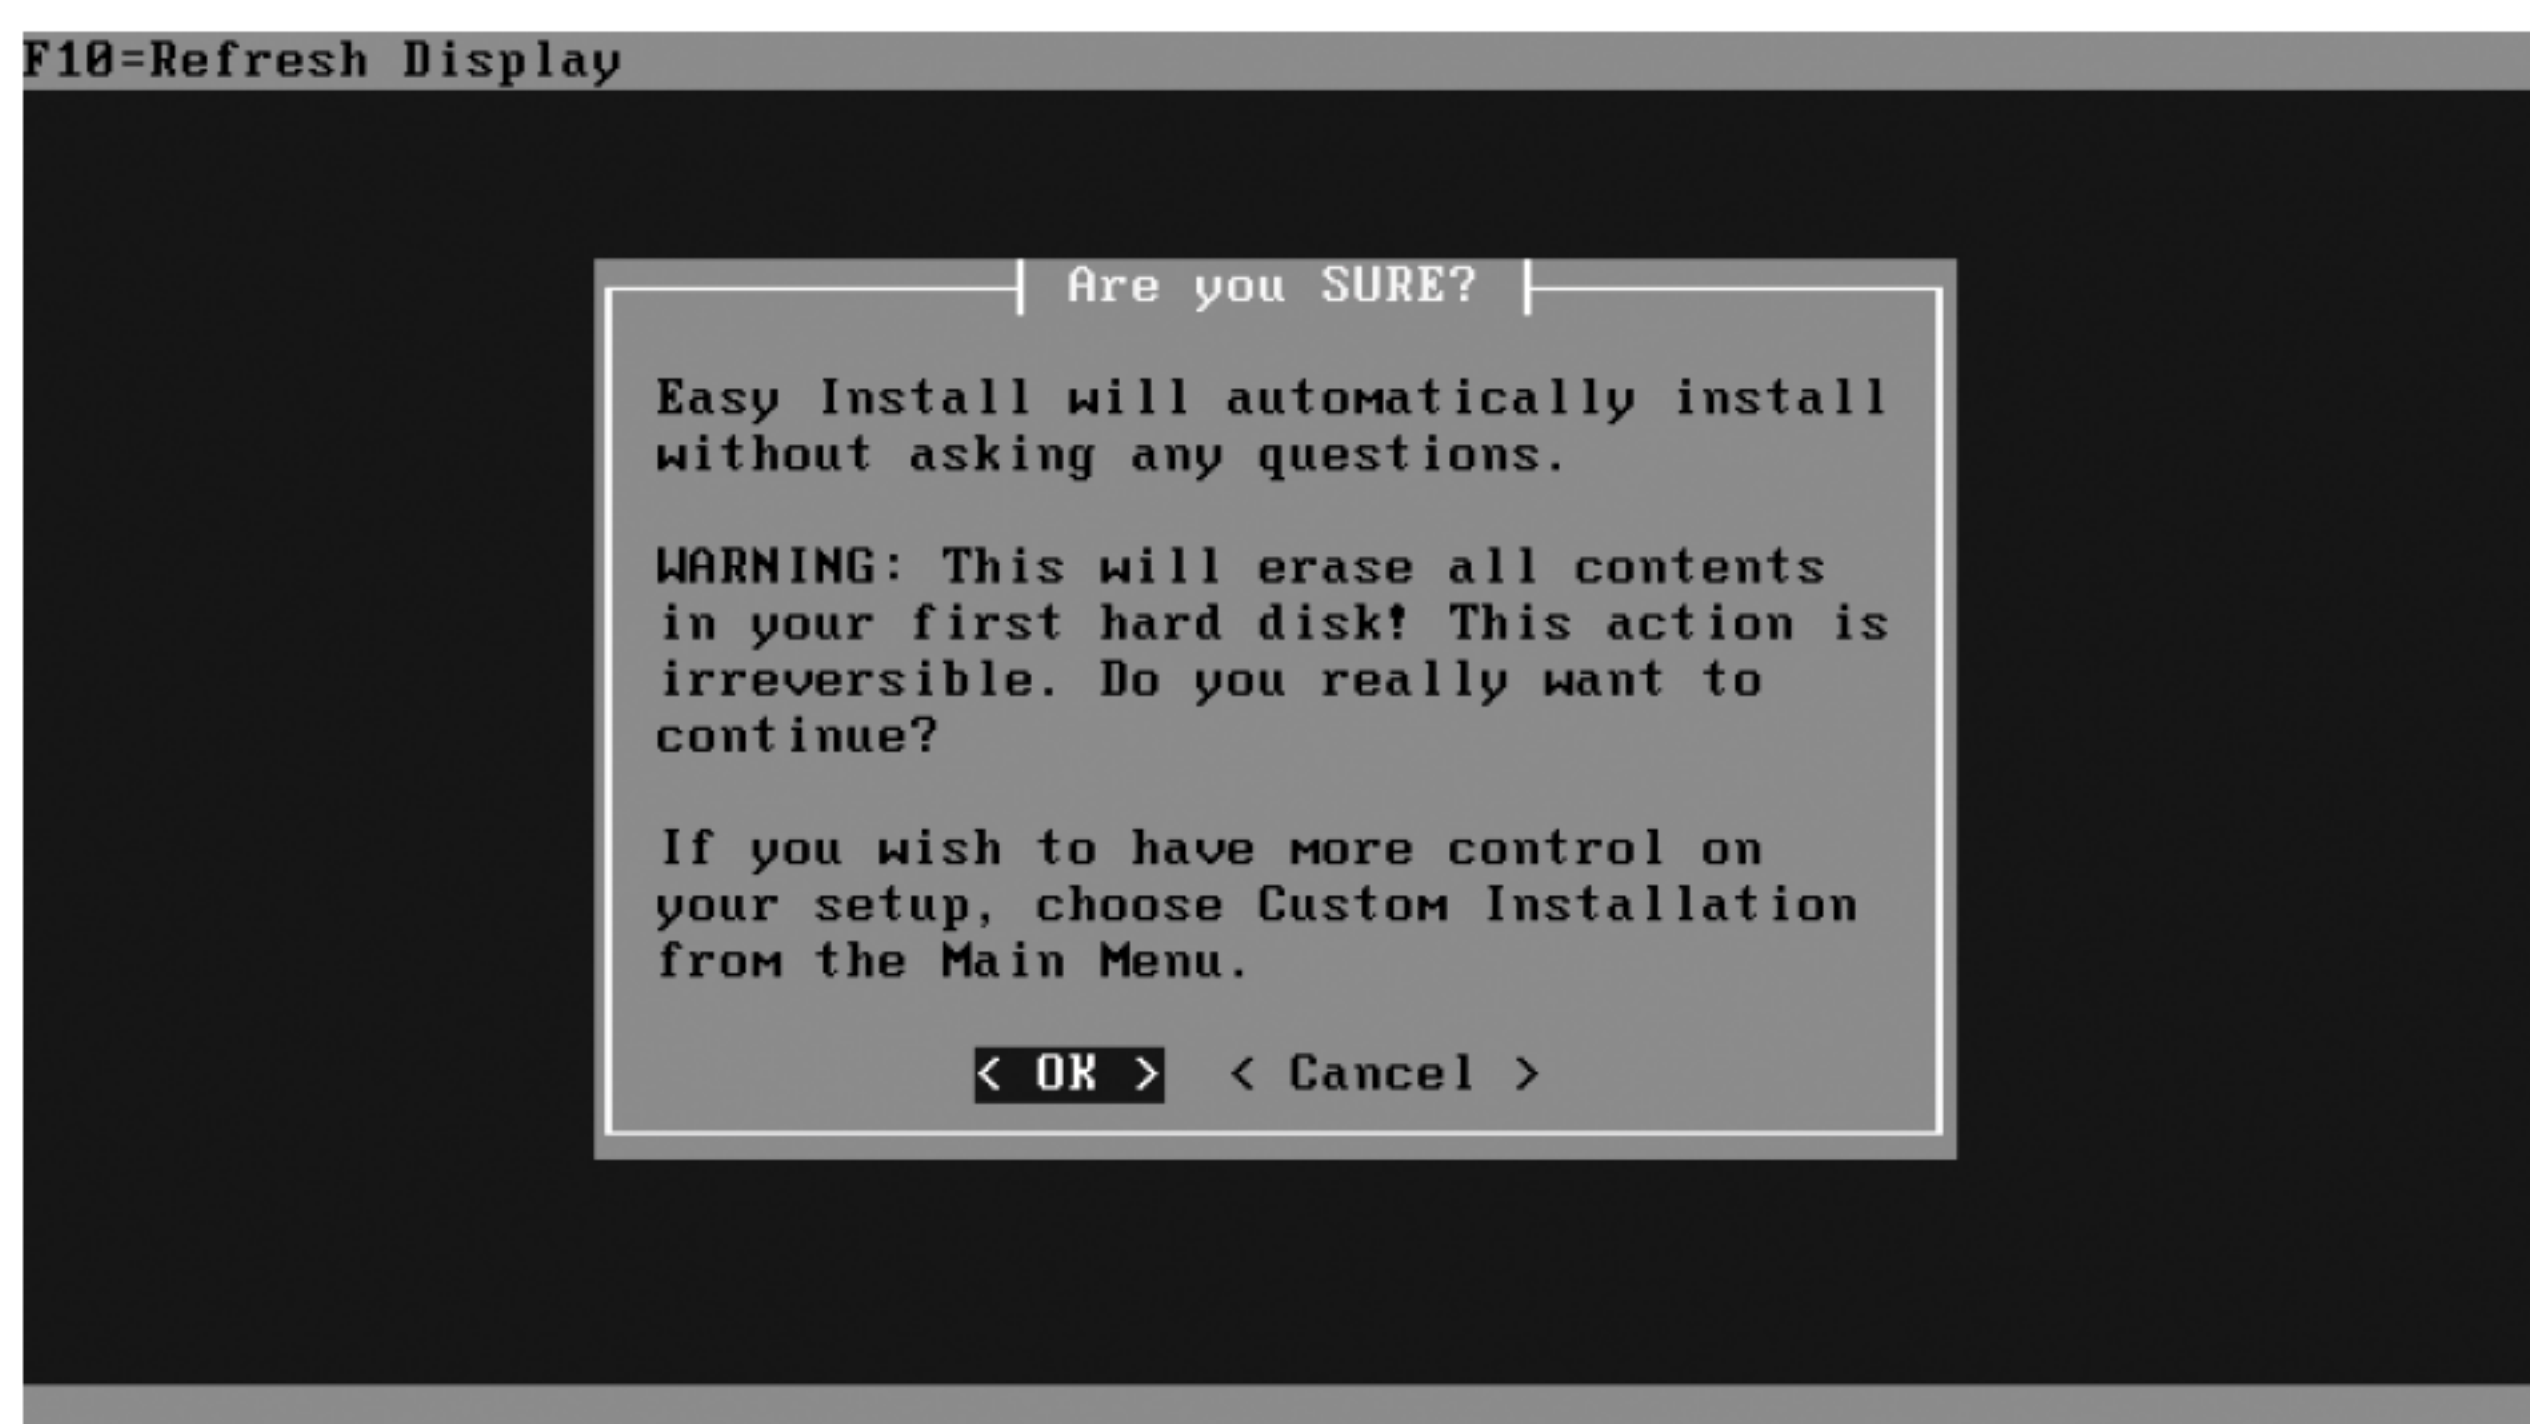 F10=Refresh Display
Are you SURE?
Easy Install will automatically install
without asking any questions.
WARNING: This will erase all contents
in your first hard disk! This action is
irreversible. Do you really want to
continue?
If you wish to have more control on
your setup, choose Custom Installation
from the Main Menu.
< OK > < Cancel >